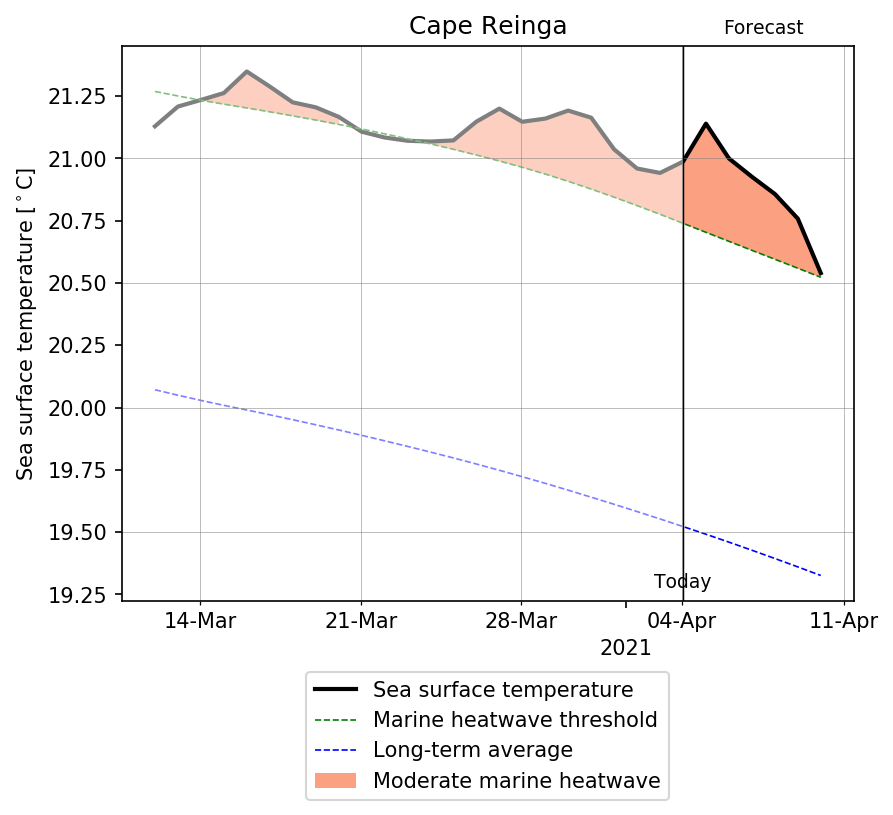 Cape Reinga
Forecast
Sea surface temperature [°C]
21.25
21.00
20.75
20.50
20.25
20.00
19.75
19.50
19.25
Today
14-Mar 21-Mar 28-Mar 04-Apr 11-Apr
2021
Sea surface temperature
Marine heatwave threshold
Long-term average
Moderate marine heatwave